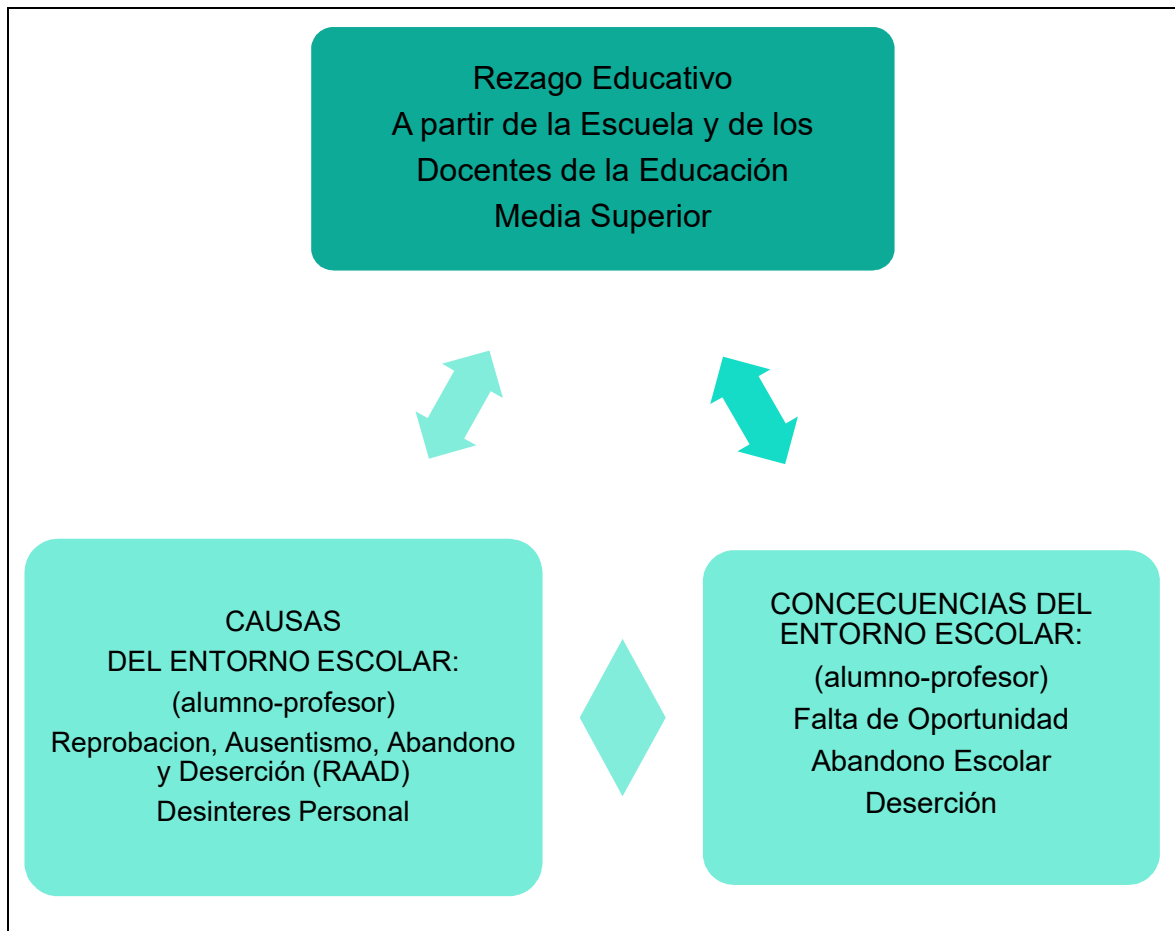 Rezago Educativo
A partir de la Escuela y de los
Docentes de la Educación
Media Superior
CAUSAS
DEL ENTORNO ESCOLAR:
(alumno-profesor)
Reprobacion, Ausentismo, Abandono
y Deserción (RAAD)
Desinteres Personal
CONCECUENCIAS DEL
ENTORNO ESCOLAR:
(alumno-profesor)
Falta de Oportunidad
Abandono Escolar
Deserción